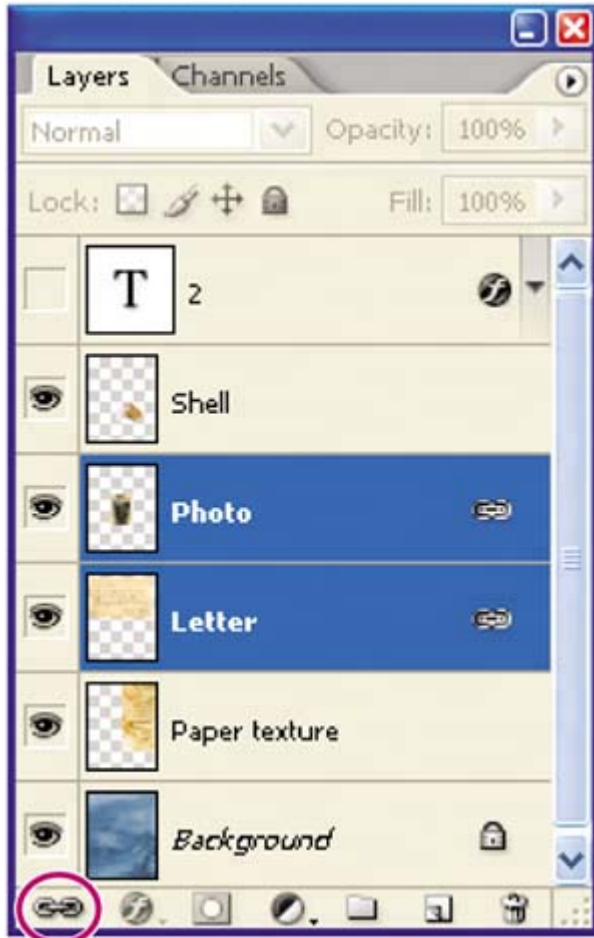 Layers Channels
Normal Opacity: 100%
Lock: Fill: 100%
T 2
Shell
Photo
Letter
Paper texture
Background